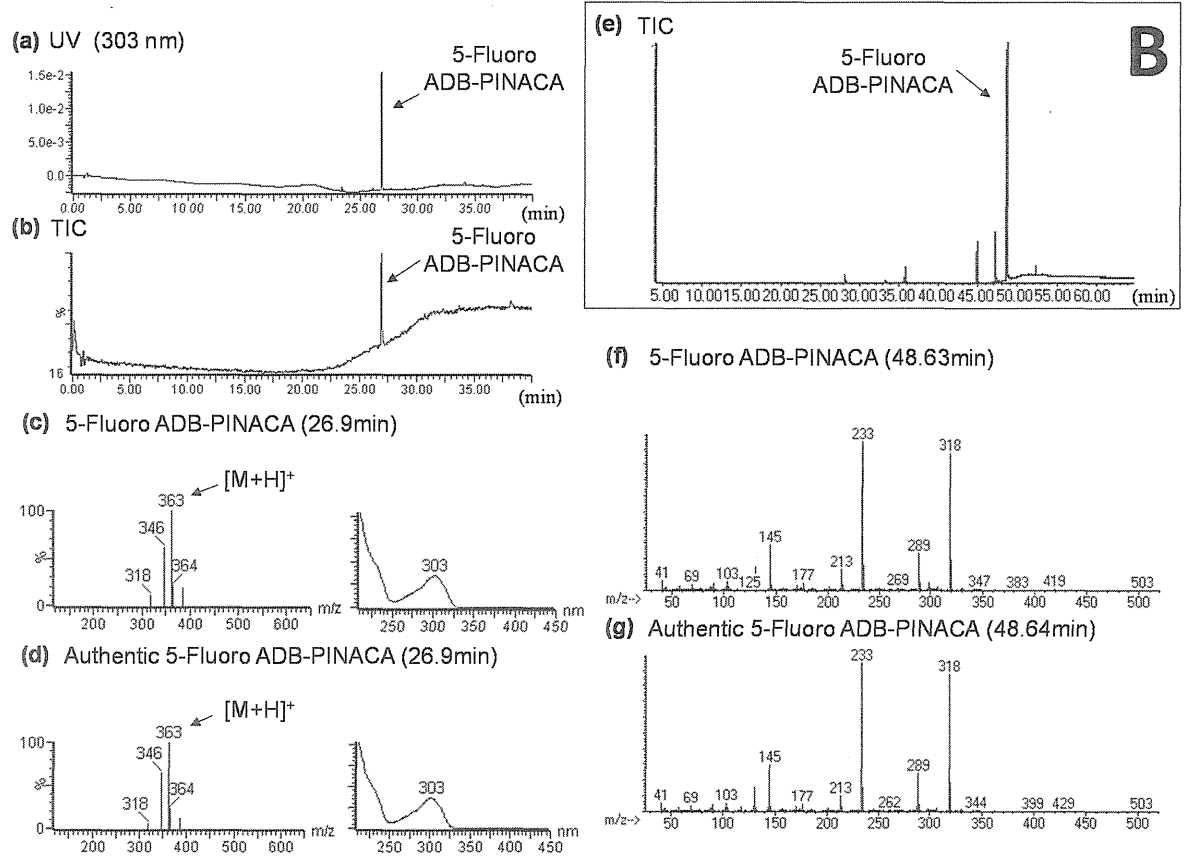 (a) UV (303 nm)
5-Fluoro
ADB-PINACA
1.5e-2
1.0e-2
5.0e-3
0.0
0.00 5.00 10.00 15.00 20.00 25.00 30.00 35.00
(min)
(b) TIC
5-Fluoro
ADB-PINACA
%
16
0.00 5.00 10.00 15.00 20.00 25.00 30.00 35.00
(min)
(c) 5-Fluoro ADB-PINACA (26.9min)
[M+H]+
100
363
346
364
318
%
0
200 300 400 500 600 m/z
303
250 300 350 400 450 nm
(d) Authentic 5-Fluoro ADB-PINACA (26.9min)
[M+H]+
100
363
346
364
318
%
0
200 300 400 500 600 m/z
303
250 300 350 400 450 nm
(e) TIC
B
5-Fluoro
ADB-PINACA
5.00 10.00 15.00 20.00 25.00 30.00 35.00 40.00 45.00 50.00 55.00 60.00
(min)
(f) 5-Fluoro ADB-PINACA (48.63min)
233
318
145
289
213
41 69 103 125 177 269 347 383 419 503
m/z-->
50 100 150 200 250 300 350 400 450 500
(g) Authentic 5-Fluoro ADB-PINACA (48.64min)
233
318
145
289
213
41 69 103 177 262 344 399 429 503
m/z-->
50 100 150 200 250 300 350 400 450 500